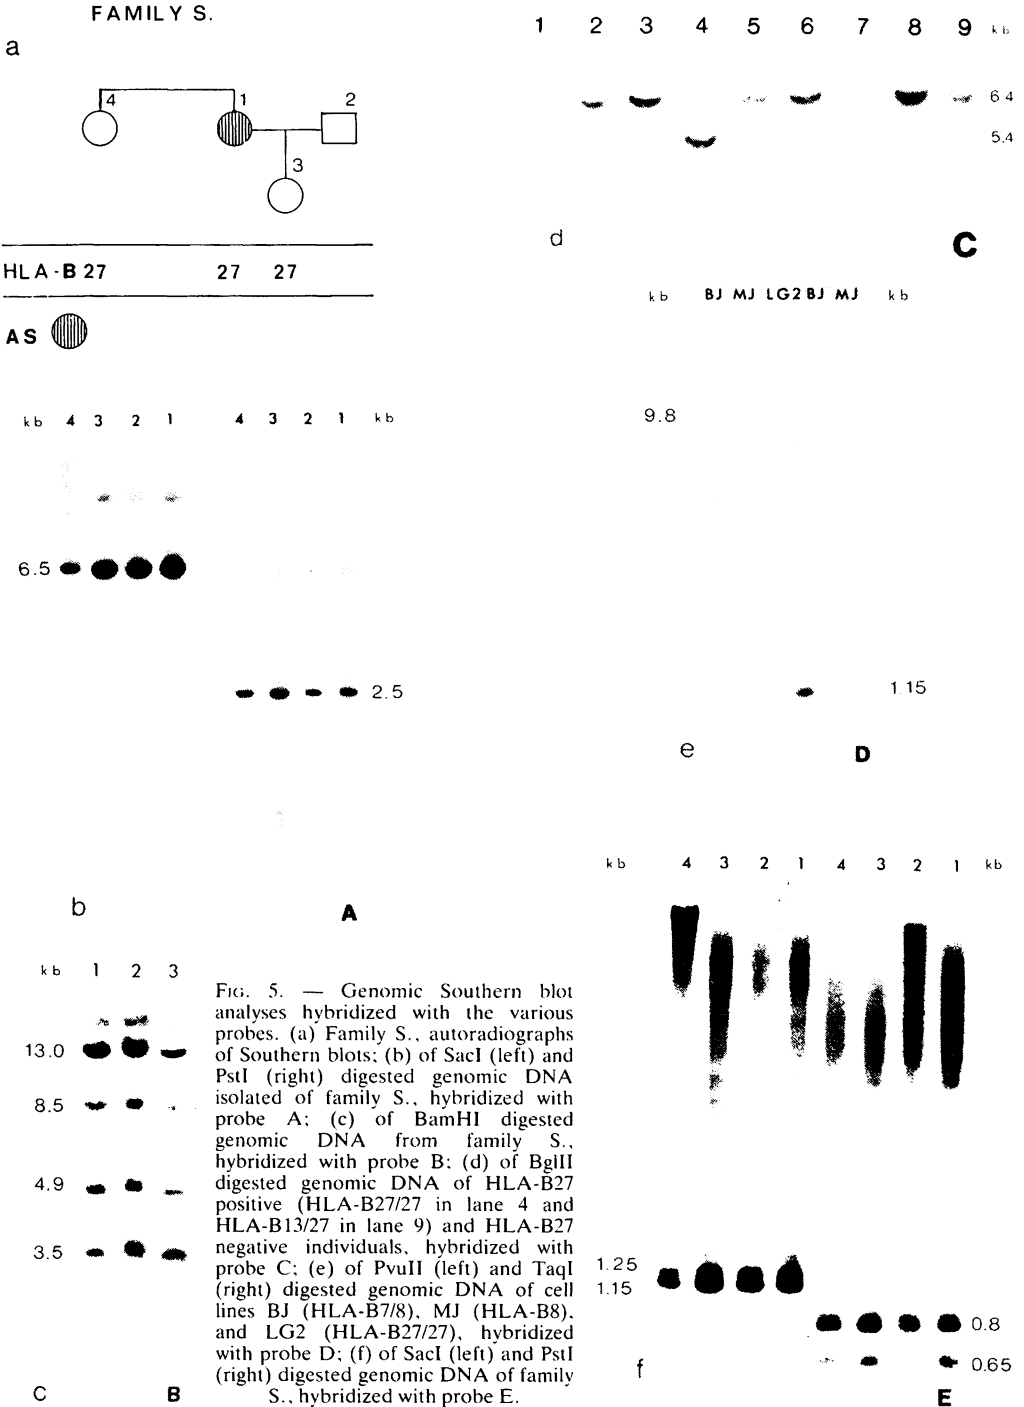 FAMILY S.
a
4 1 2
3
HLA-B 27 27 27
AS
kb 4 3 2 1 4 3 2 1 kb
6.5
2.5
b A
kb 1 2 3
13.0
8.5
4.9
3.5
C B
1 2 3 4 5 6 7 8 9 kb
6.4
5.4
d C
kb BJ MJ LG2 BJ MJ kb
9.8
1.15
e D
kb 4 3 2 1 4 3 2 1 kb
1.25
1.15
0.8
0.65
f E
FIG. 5. — Genomic Southern blot
analyses hybridized with the various
probes. (a) Family S., autoradiographs
of Southern blots; (b) of SacI (left) and
PstI (right) digested genomic DNA
isolated of family S., hybridized with
probe A; (c) of BamHI digested
genomic DNA from family S.,
hybridized with probe B; (d) of BglII
digested genomic DNA of HLA-B27
positive (HLA-B27/27 in lane 4 and
HLA-B13/27 in lane 9) and HLA-B27
negative individuals, hybridized with
probe C; (e) of PvuII (left) and TaqI
(right) digested genomic DNA of cell
lines BJ (HLA-B7/8), MJ (HLA-B8),
and LG2 (HLA-B27/27), hybridized
with probe D; (f) of SacI (left) and PstI
(right) digested genomic DNA of family
S., hybridized with probe E.